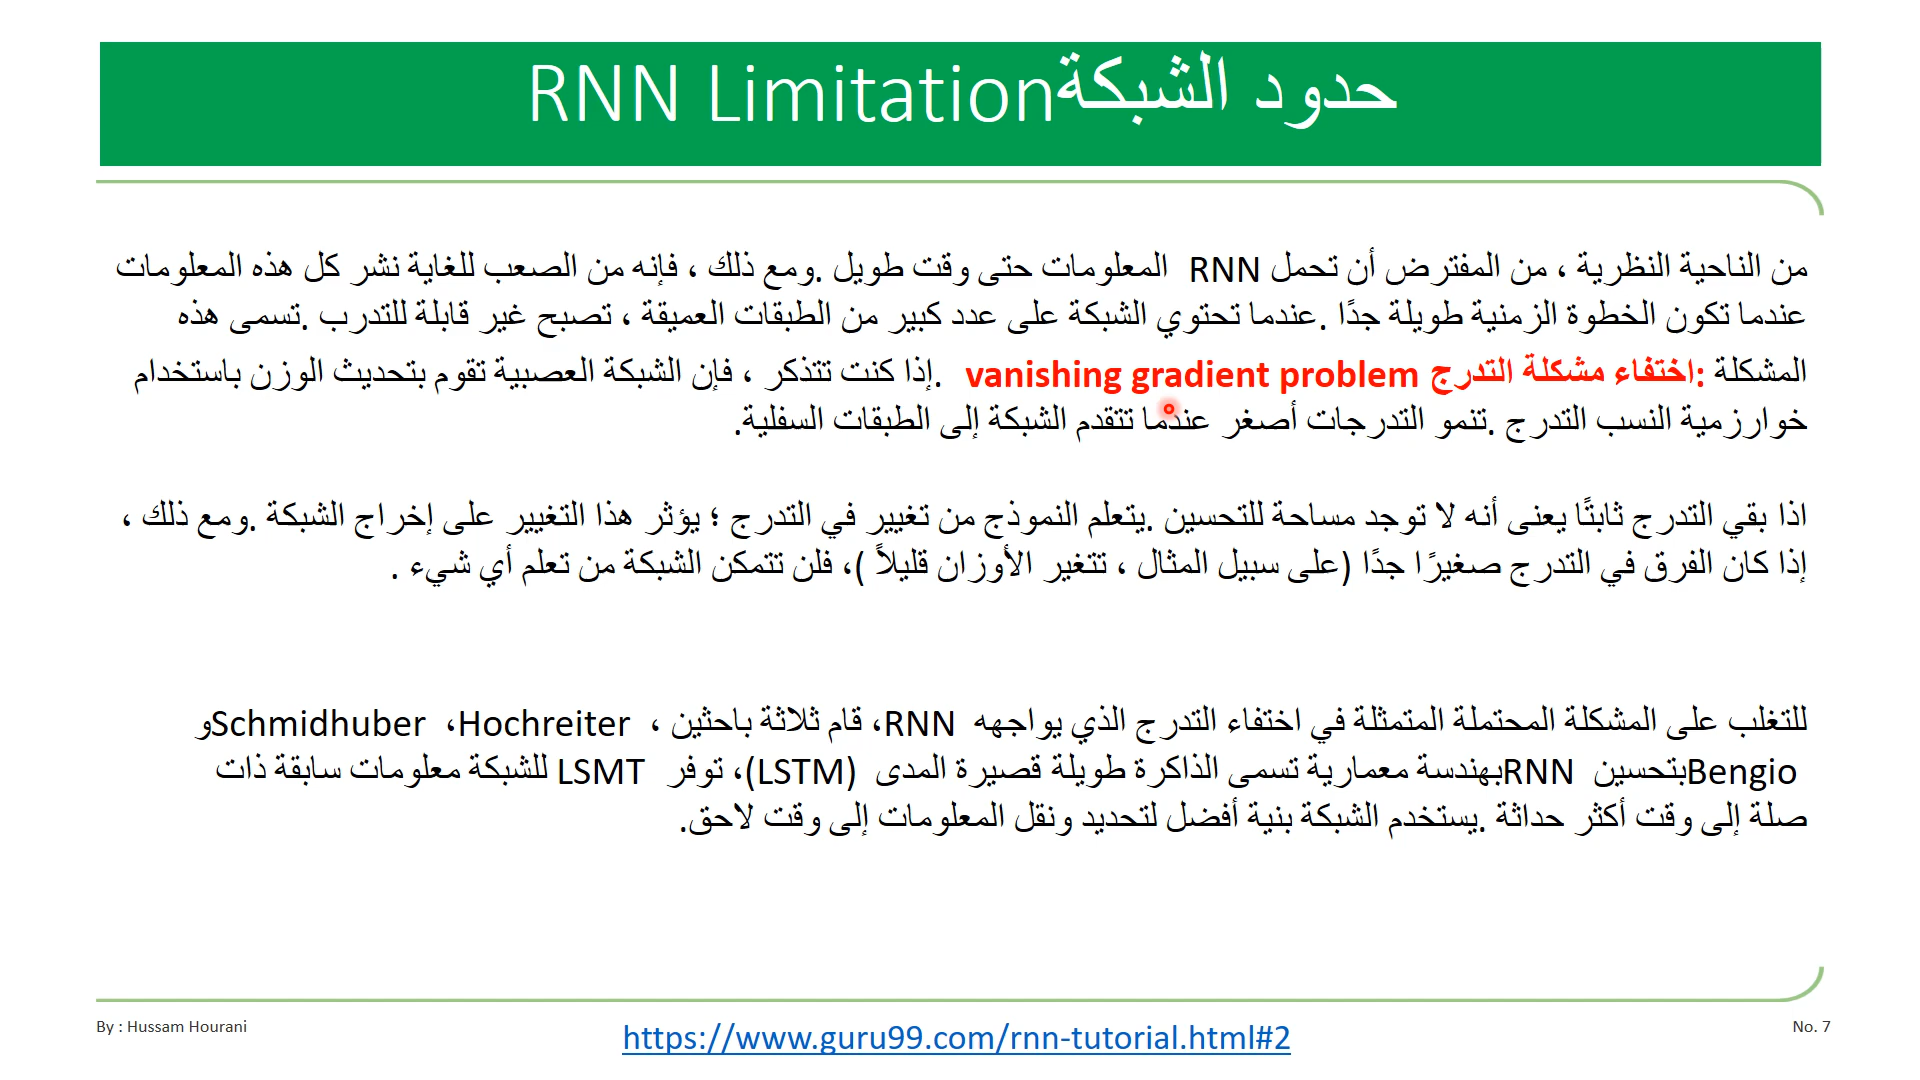 حدود الشبكة RNN Limitation
من الناحية النظرية ، من المفترض أن تحمل RNN المعلومات حتى وقت طويل .ومع ذلك ، فإنه من الصعب للغاية نشر كل هذه المعلومات
عندما تكون الخطوة الزمنية طويلة جدًا .عندما تحتوي الشبكة على عدد كبير من الطبقات العميقة ، تصبح غير قابلة للتدرب .تسمى هذه
المشكلة :اختفاء مشكلة التدرج vanishing gradient problem .إذا كنت تتذكر ، فإن الشبكة العصبية تقوم بتحديث الوزن باستخدام
خوارزمية النسب التدرج .تنمو التدرجات أصغر عندما تتقدم الشبكة إلى الطبقات السفلية.
اذا بقي التدرج ثابتًا يعنى أنه لا توجد مساحة للتحسين .يتعلم النموذج من تغيير في التدرج ؛ يؤثر هذا التغيير على إخراج الشبكة .ومع ذلك ،
إذا كان الفرق في التدرج صغيرًا جدًا (على سبيل المثال ، تتغير الأوزان قليلاً )، فلن تتمكن الشبكة من تعلم أي شيء .
للتغلب على المشكلة المحتملة المتمثلة في اختفاء التدرج الذي يواجهه RNN، قام ثلاثة باحثين ، Hochreiter، Schmidhuber و
Bengio بتحسين RNN بهندسة معمارية تسمى الذاكرة طويلة قصيرة المدى (LSTM)، توفر LSMT للشبكة معلومات سابقة ذات
صلة إلى وقت أكثر حداثة .يستخدم الشبكة بنية أفضل لتحديد ونقل المعلومات إلى وقت لاحق.
By : Hussam Hourani
https://www.guru99.com/rnn-tutorial.html#2
No. 7